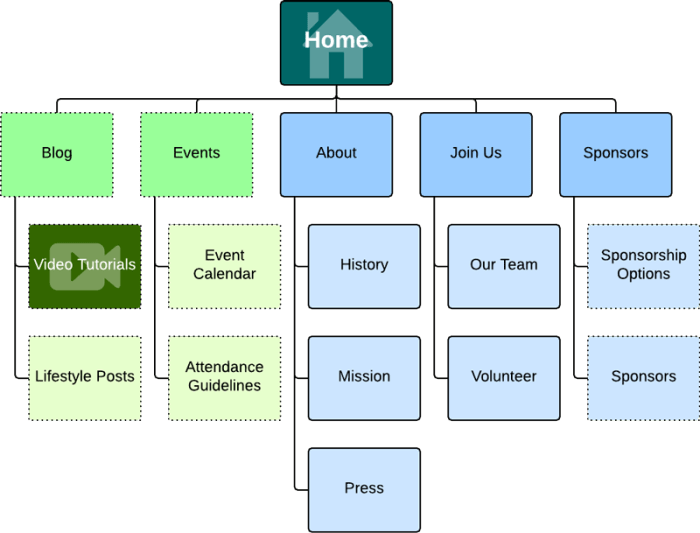 Home
Blog
Events
About
Join Us
Sponsors
Video Tutorials
Event
Calendar
History
Our Team
Sponsorship
Options
Lifestyle Posts
Attendance
Guidelines
Mission
Volunteer
Sponsors
Press